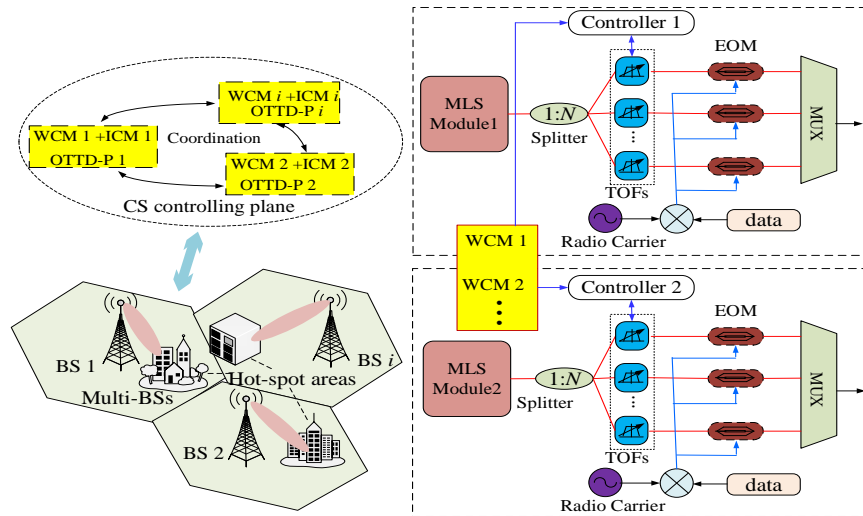 WCM i +ICM i
OTTD-P i
WCM 1 +ICM 1
OTTD-P 1
Coordination
WCM 2 +ICM 2
OTTD-P 2
CS controlling plane
BS 1
BS i
Hot-spot areas
Multi-BSs
BS 2
Controller 1
EOM
MLS
Module1
1:N
Splitter
MUX
TOFs
data
Radio Carrier
WCM 1
WCM 2
Controller 2
EOM
MLS
Module2
1:N
Splitter
MUX
TOFs
data
Radio Carrier